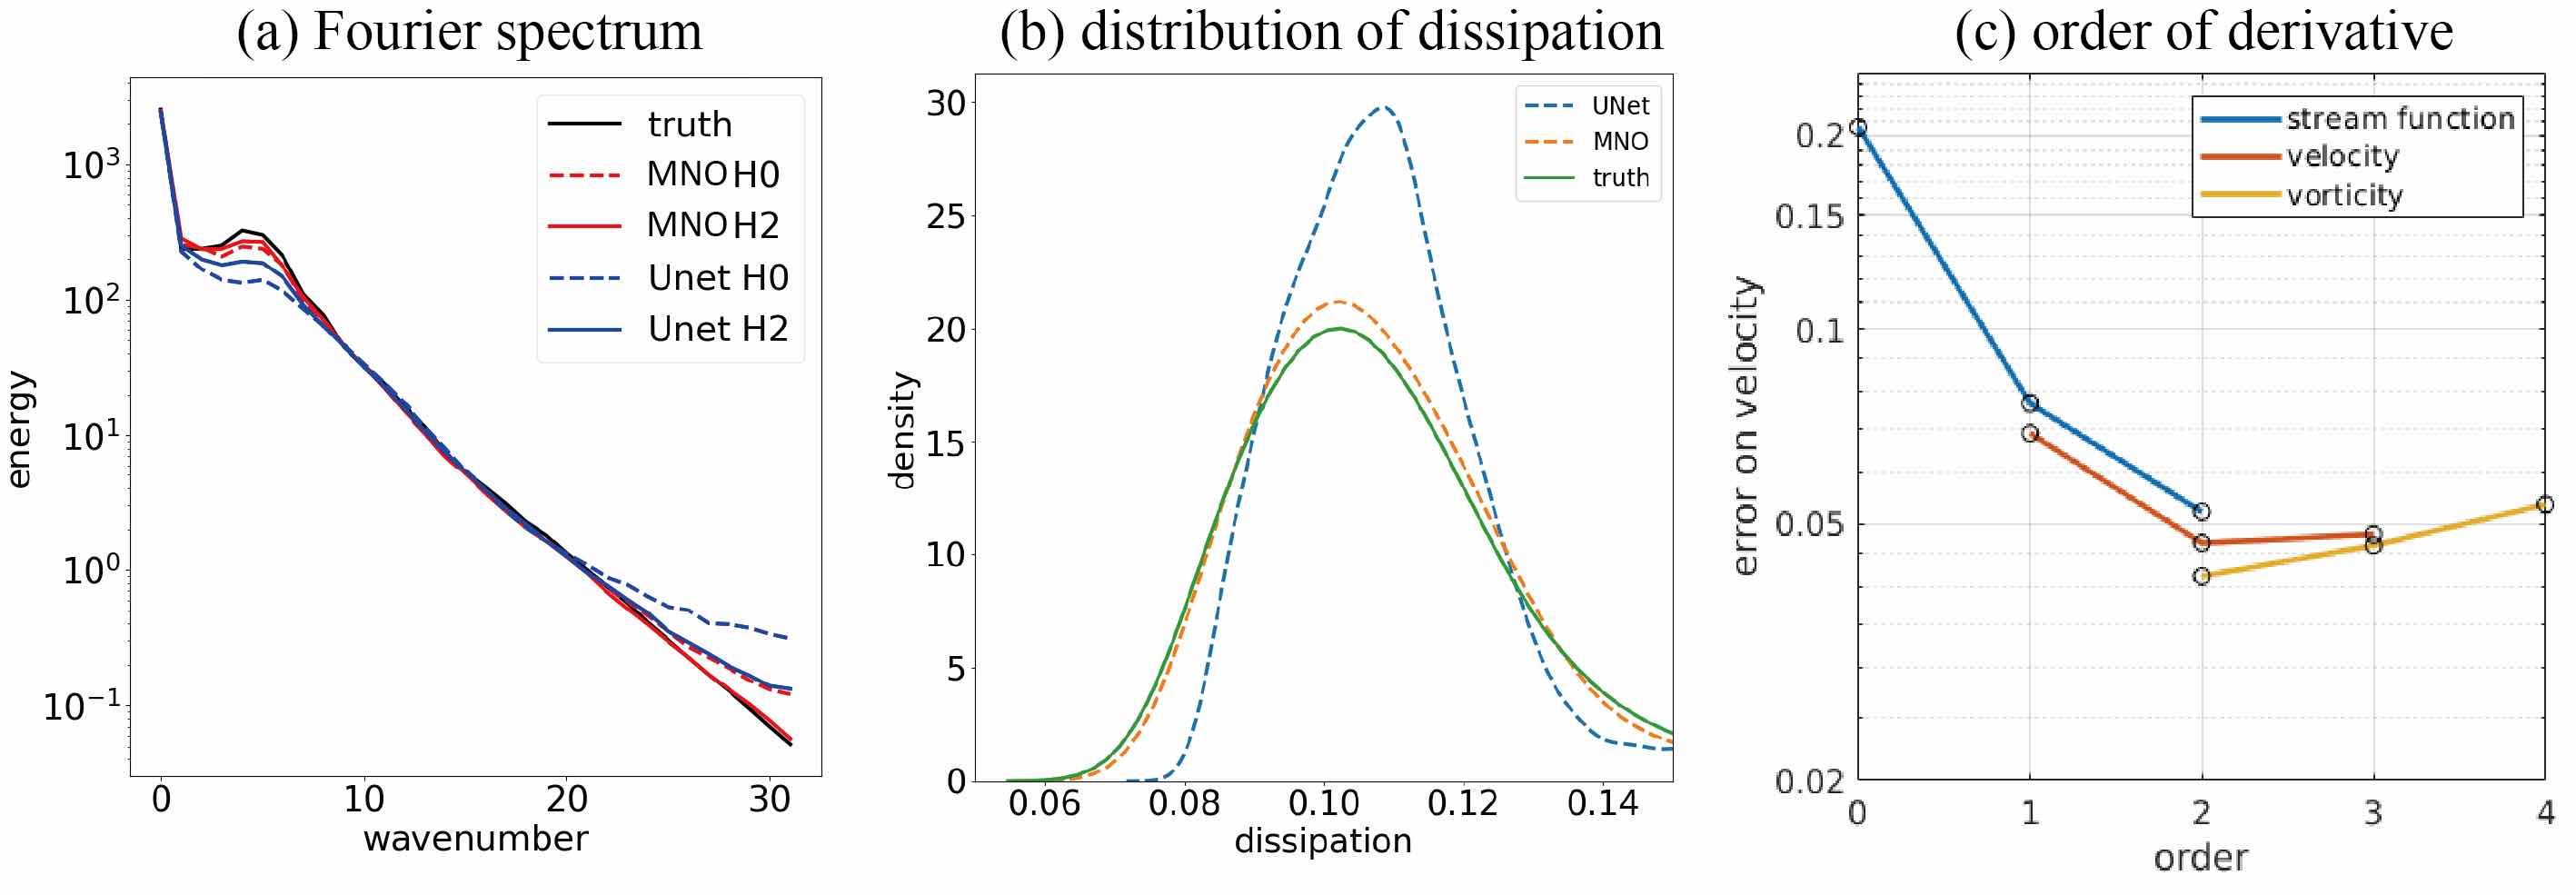 (a) Fourier spectrum
energy
10³
10²
10¹
10⁰
10⁻¹
truth
MNO H0
MNO H2
Unet H0
Unet H2
0 10 20 30
wavenumber
(b) distribution of dissipation
density
30
25
20
15
10
5
0
UNet
MNO
truth
0.06 0.08 0.10 0.12 0.14
dissipation
(c) order of derivative
error on velocity
0.2
0.15
0.1
0.05
0.02
stream function
velocity
vorticity
0 1 2 3 4
order